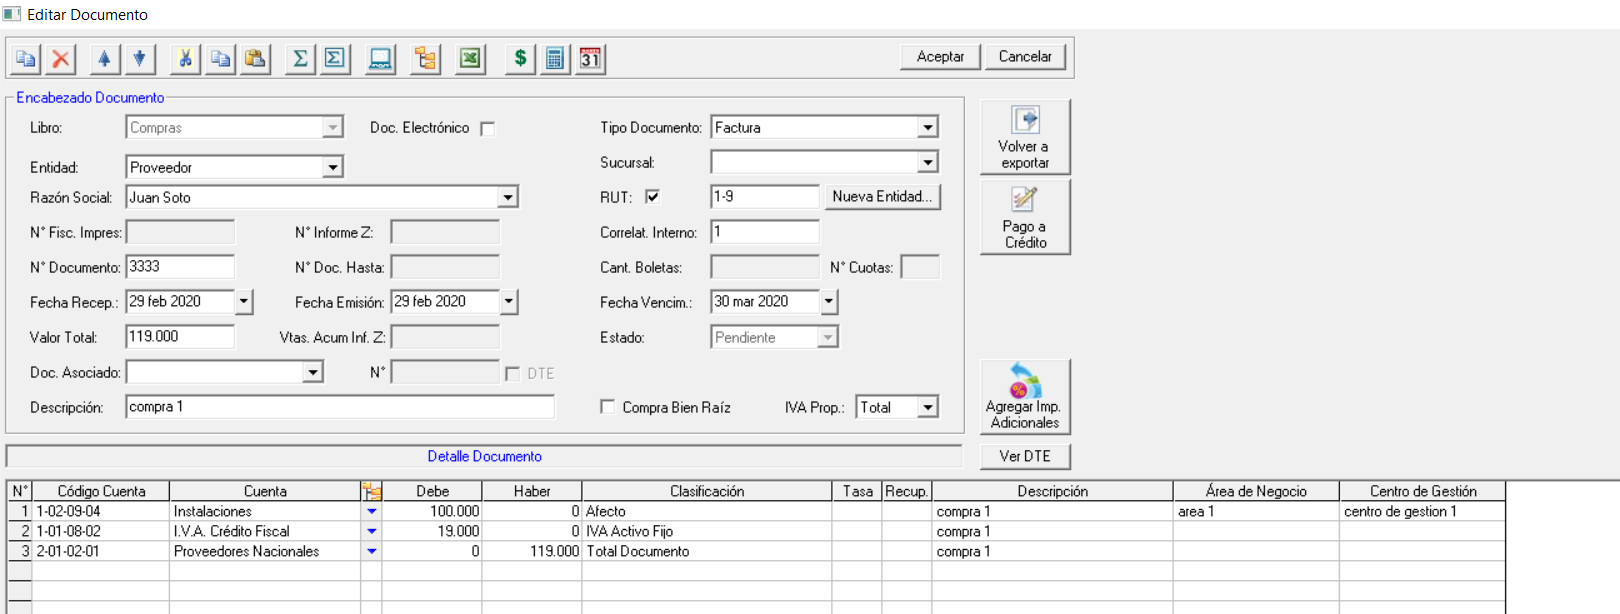 Editar Documento
Σ Σ $ 31 Aceptar Cancelar
Encabezado Documento
Libro: Compras Doc. Electrónico Tipo Documento: Factura
Entidad: Proveedor Sucursal:
Razón Social: Juan Soto RUT: 1-9 Nueva Entidad...
N° Fisc. Impres: N° Informe Z: Correlat. Interno: 1
N° Documento: 3333 N° Doc. Hasta: Cant. Boletas: N° Cuotas:
Fecha Recep.: 29 feb 2020 Fecha Emisión: 29 feb 2020 Fecha Vencim.: 30 mar 2020
Valor Total: 119.000 Vtas. Acum Inf. Z: Estado: Pendiente
Doc. Asociado: N° DTE
Descripción: compra 1 Compra Bien Raíz IVA Prop.: Total
Volver a
exportar
Pago a
Crédito
%
Agregar Imp.
Adicionales
Detalle Documento Ver DTE
N° Código Cuenta Cuenta Debe Haber Clasificación Tasa Recup. Descripción Área de Negocio Centro de Gestión
1 1-02-09-04 Instalaciones 100.000 0 Afecto compra 1 area 1 centro de gestion 1
2 1-01-08-02 I.V.A. Crédito Fiscal 19.000 0 IVA Activo Fijo compra 1
3 2-01-02-01 Proveedores Nacionales 0 119.000 Total Documento compra 1